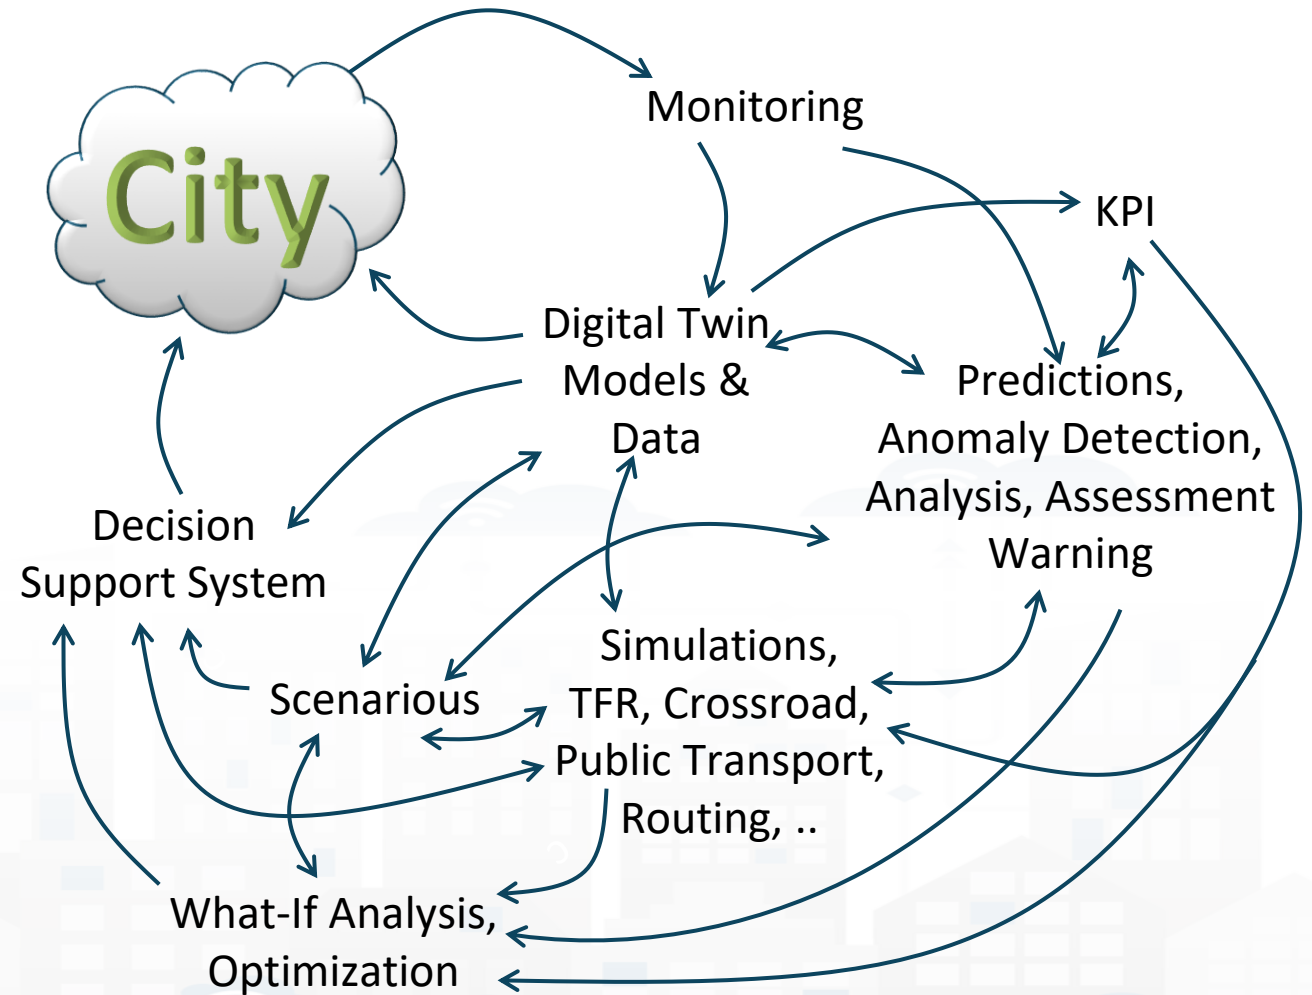 City
Monitoring
KPI
Digital Twin
Models &
Data
Predictions,
Anomaly Detection,
Analysis, Assessment
Warning
Decision
Support System
Scenarious
Simulations,
TFR, Crossroad,
Public Transport,
Routing, ..
What-If Analysis,
Optimization